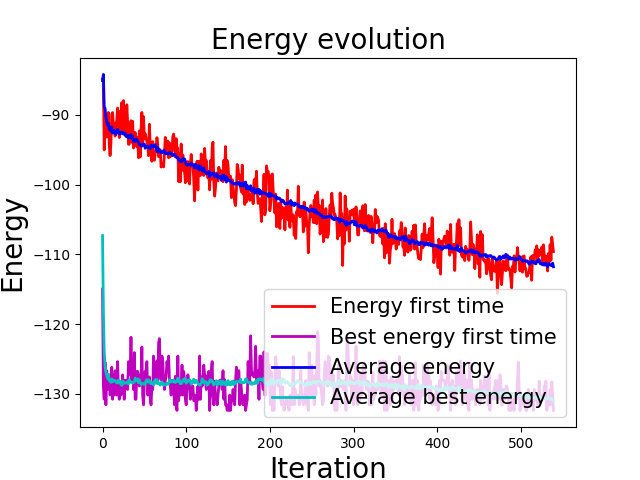 Energy evolution
Energy
−90
−100
−110
−120
−130
Energy first time
Best energy first time
Average energy
Average best energy
0
100
200
300
400
500
Iteration